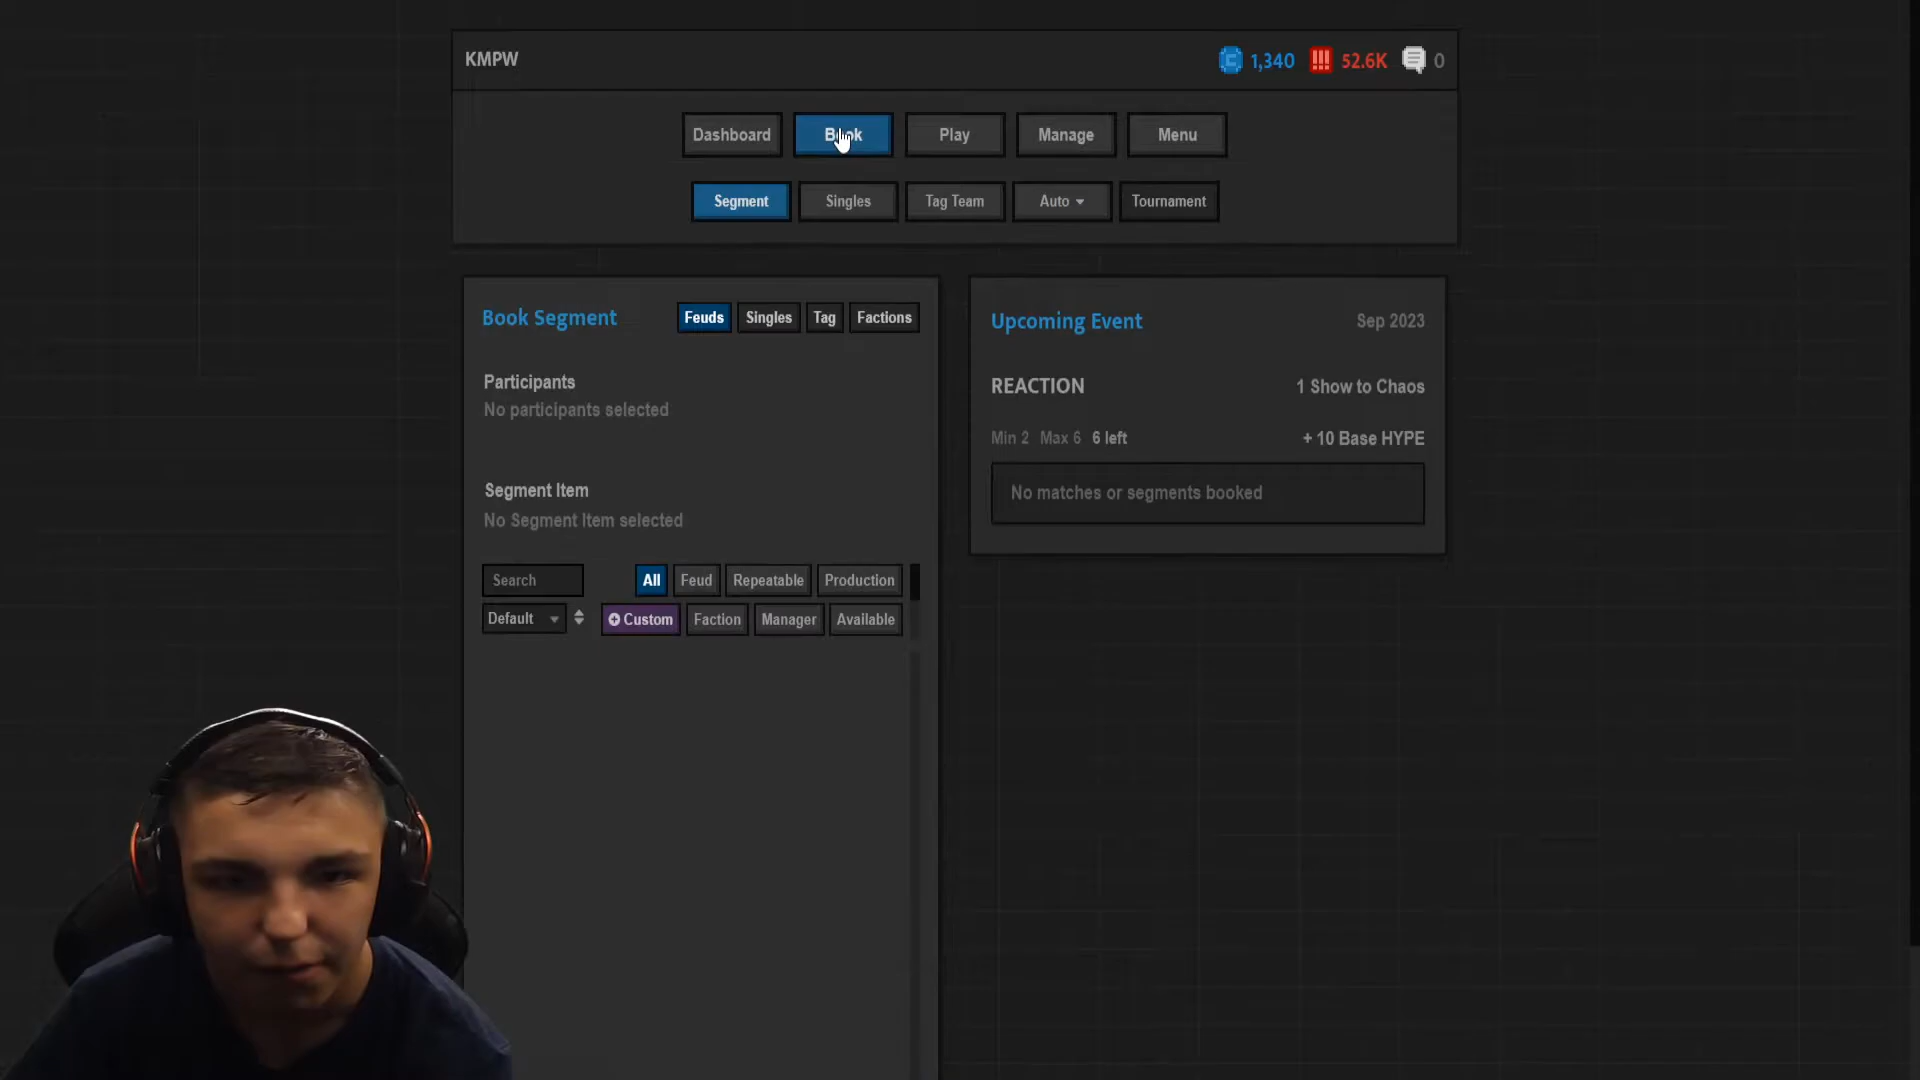 KMPW 1,340 52.6K 0
Dashboard Book Play Manage Menu
Segment Singles Tag Team Auto Tournament
Book Segment Feuds Singles Tag Factions
Participants
No participants selected
Segment Item
No Segment Item selected
Search All Feud Repeatable Production
Default Custom Faction Manager Available
Upcoming Event Sep 2023
REACTION 1 Show to Chaos
Min 2 Max 6 6 left + 10 Base HYPE
No matches or segments booked